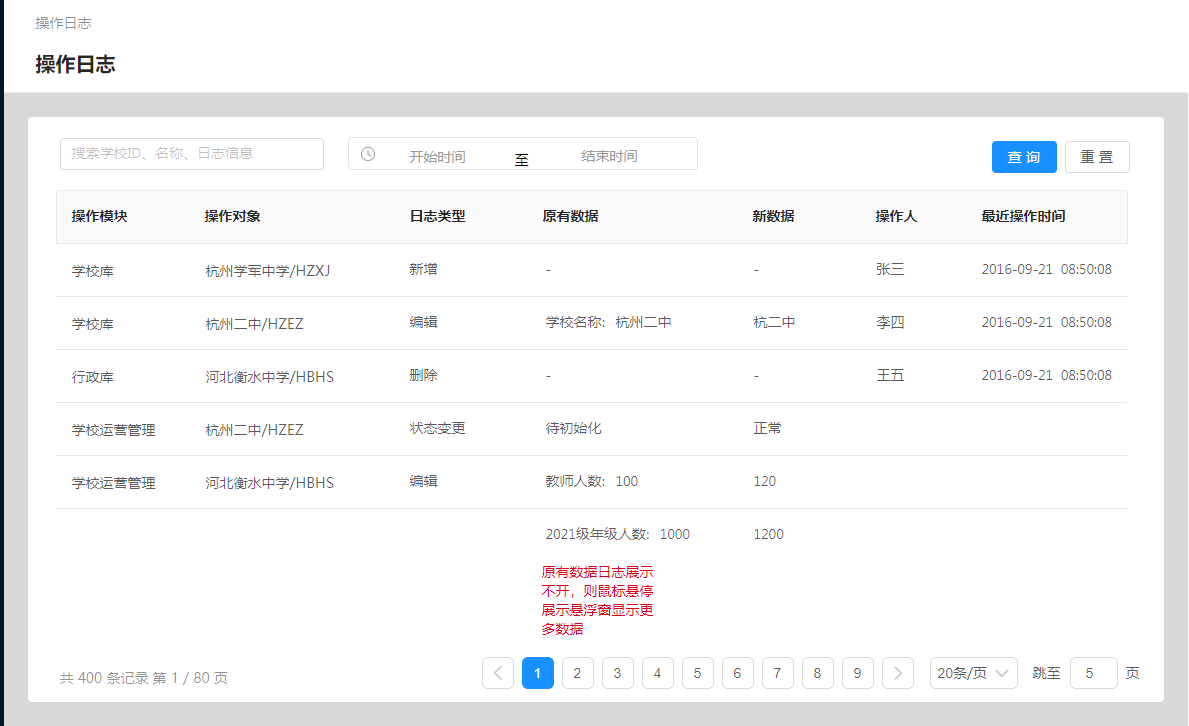 操作日志
操作日志
搜索学校ID、名称、日志信息
开始时间 至 结束时间
查 询 重 置
操作模块 操作对象 日志类型 原有数据 新数据 操作人 最近操作时间
学校库 杭州学军中学/HZXJ 新增 - - 张三 2016-09-21 08:50:08
学校库 杭州二中/HZEZ 编辑 学校名称: 杭州二中 杭二中 李四 2016-09-21 08:50:08
行政库 河北衡水中学/HBHS 删除 - - 王五 2016-09-21 08:50:08
学校运营管理 杭州二中/HZEZ 状态变更 待初始化 正常
学校运营管理 河北衡水中学/HBHS 编辑 教师人数: 100 120
2021级年级人数: 1000 1200
原有数据日志展示
不开，则鼠标悬停
展示悬浮窗显示更
多数据
共 400 条记录 第 1 / 80 页 1 2 3 4 5 6 7 8 9 20条/页 跳至 5 页